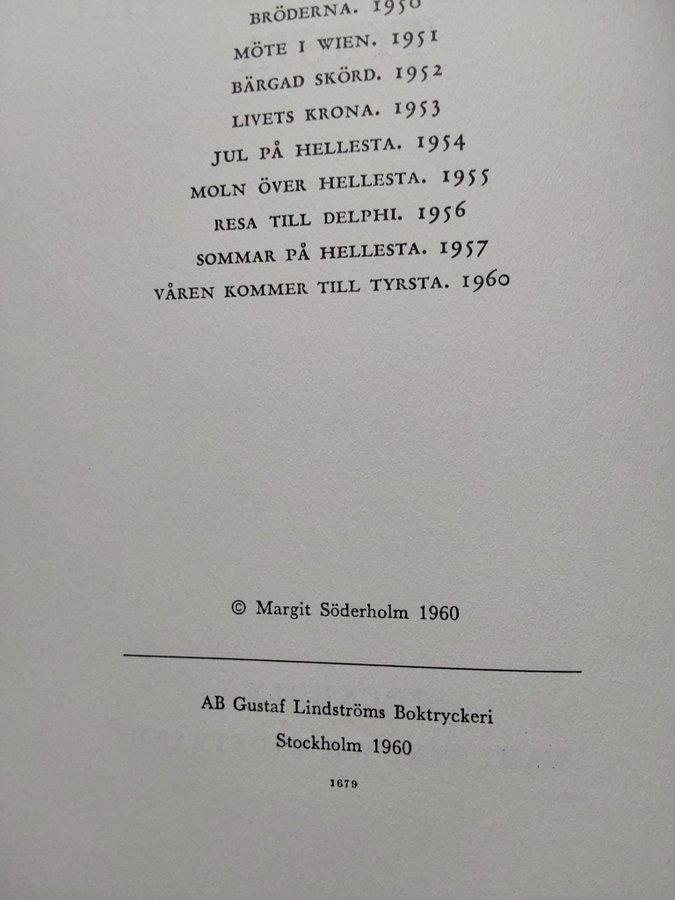 BRÖDERNA. 1950
MÖTE I WIEN. 1951
BÄRGAD SKÖRD. 1952
LIVETS KRONA. 1953
JUL PÅ HELLESTA. 1954
MOLN ÖVER HELLESTA. 1955
RESA TILL DELPHI. 1956
SOMMAR PÅ HELLESTA. 1957
VÅREN KOMMER TILL TYRSTA. 1960
© Margit Söderholm 1960
AB Gustaf Lindströms Boktryckeri
Stockholm 1960
1679